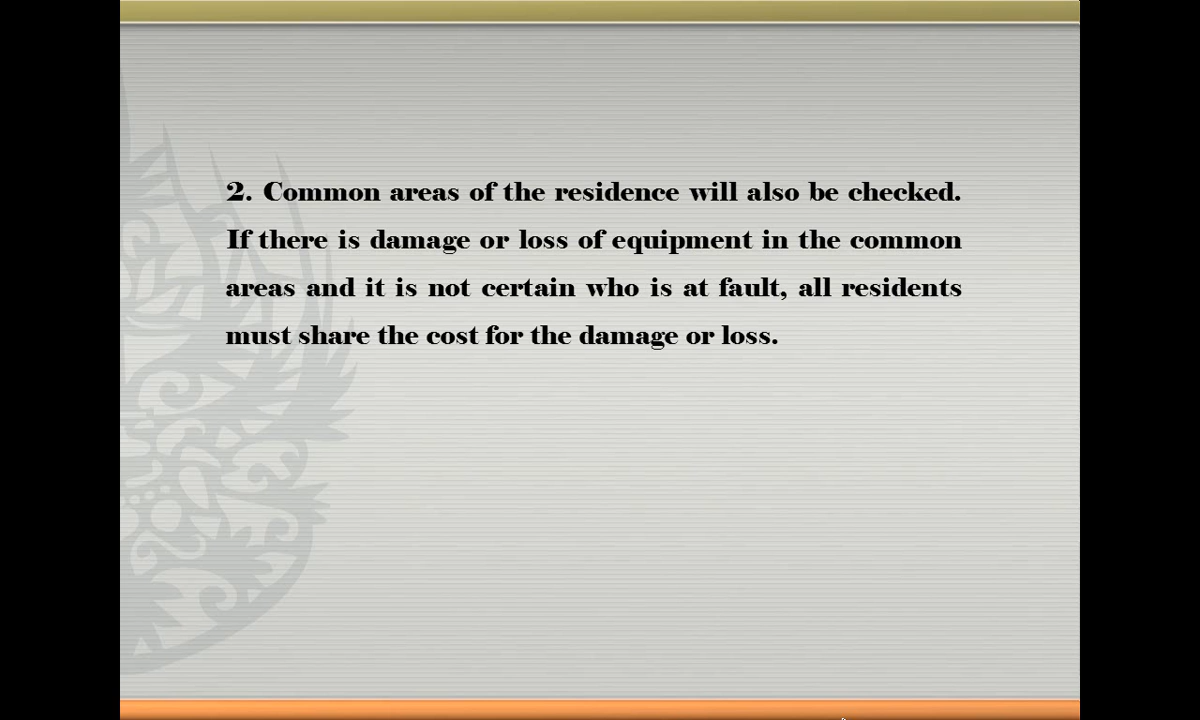 2. Common areas of the residence will also be checked.
If there is damage or loss of equipment in the common
areas and it is not certain who is at fault, all residents
must share the cost for the damage or loss.